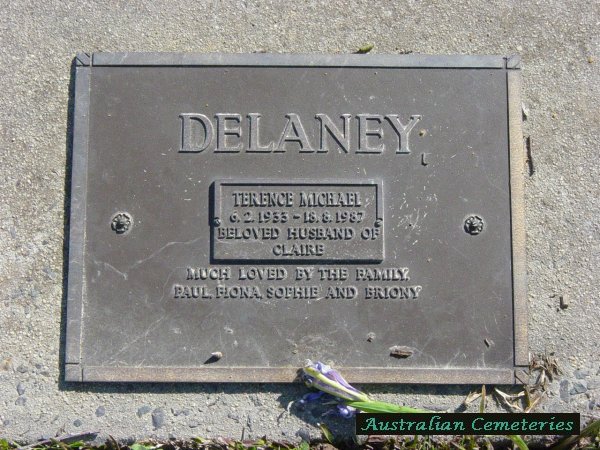 DELANEY
TERENCE MICHAEL
6.2.1933 - 18.8.1987
BELOVED HUSBAND OF
CLAIRE
MUCH LOVED BY THE FAMILY,
PAUL, FIONA, SOPHIE AND BRIONY
Australian Cemeteries